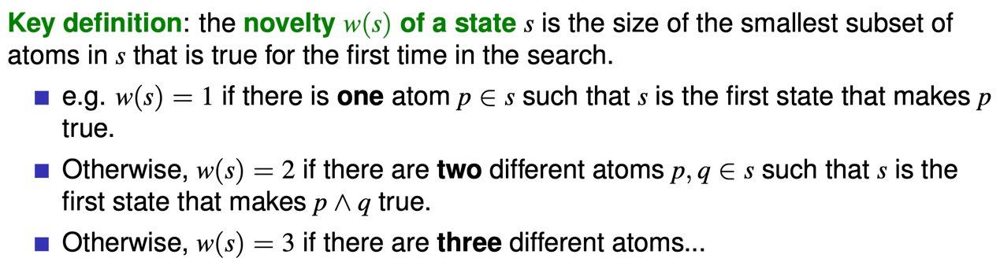 Key definition: the novelty w(s) of a state s is the size of the smallest subset of
atoms in s that is true for the first time in the search.
■ e.g. w(s) = 1 if there is one atom p ∈ s such that s is the first state that makes p
true.
■ Otherwise, w(s) = 2 if there are two different atoms p, q ∈ s such that s is the
first state that makes p ∧ q true.
■ Otherwise, w(s) = 3 if there are three different atoms...